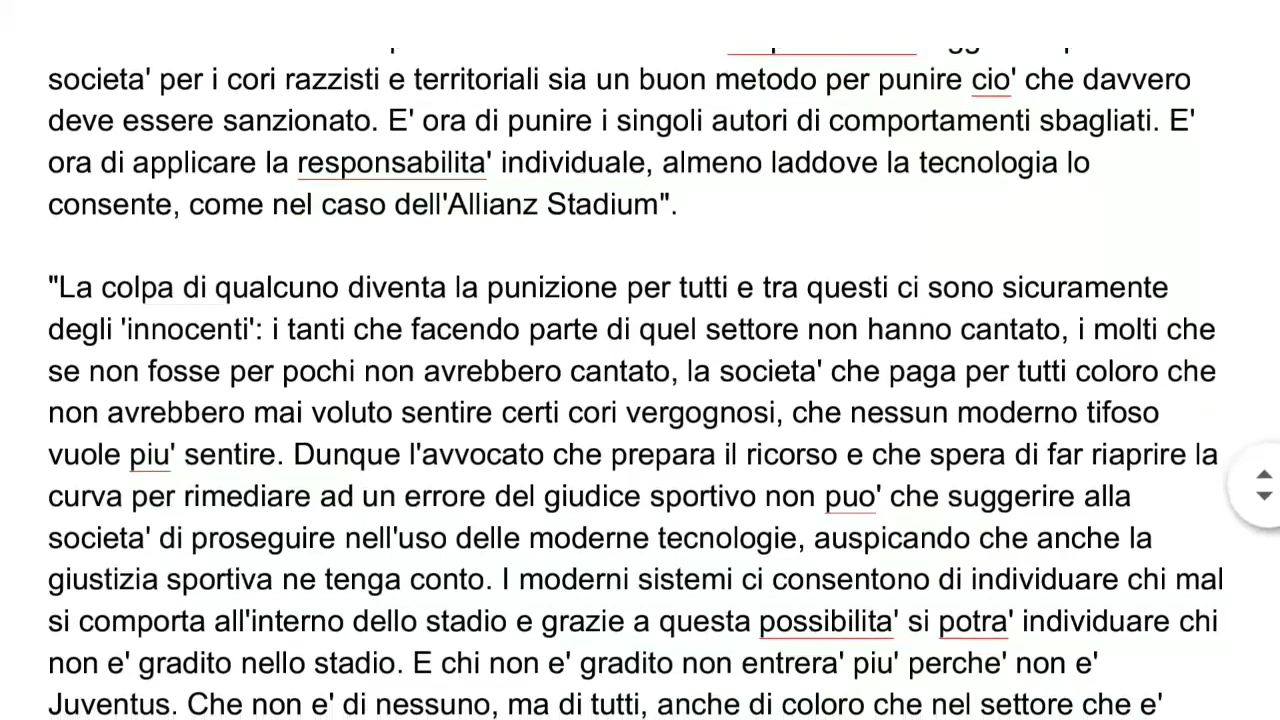 societa' per i cori razzisti e territoriali sia un buon metodo per punire cio' che davvero
deve essere sanzionato. E' ora di punire i singoli autori di comportamenti sbagliati. E'
ora di applicare la responsabilita' individuale, almeno laddove la tecnologia lo
consente, come nel caso dell'Allianz Stadium".
"La colpa di qualcuno diventa la punizione per tutti e tra questi ci sono sicuramente
degli 'innocenti': i tanti che facendo parte di quel settore non hanno cantato, i molti che
se non fosse per pochi non avrebbero cantato, la societa' che paga per tutti coloro che
non avrebbero mai voluto sentire certi cori vergognosi, che nessun moderno tifoso
vuole piu' sentire. Dunque l'avvocato che prepara il ricorso e che spera di far riaprire la
curva per rimediare ad un errore del giudice sportivo non puo' che suggerire alla
societa' di proseguire nell'uso delle moderne tecnologie, auspicando che anche la
giustizia sportiva ne tenga conto. I moderni sistemi ci consentono di individuare chi mal
si comporta all'interno dello stadio e grazie a questa possibilita' si potra' individuare chi
non e' gradito nello stadio. E chi non e' gradito non entrera' piu' perche' non e'
Juventus. Che non e' di nessuno, ma di tutti, anche di coloro che nel settore che e'